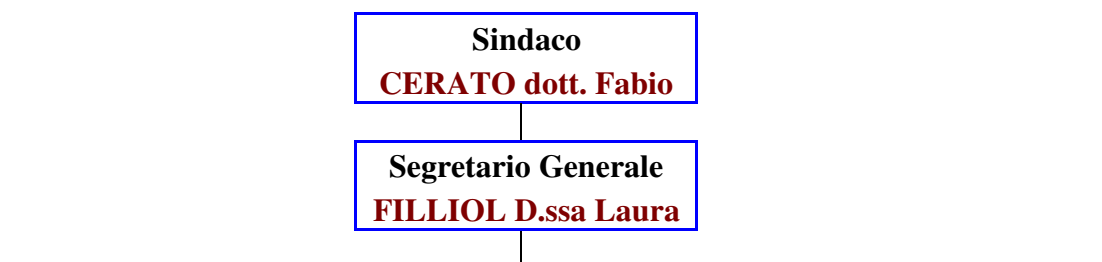 Sindaco
CERATO dott. Fabio
Segretario Generale
FILLIOL D.ssa Laura